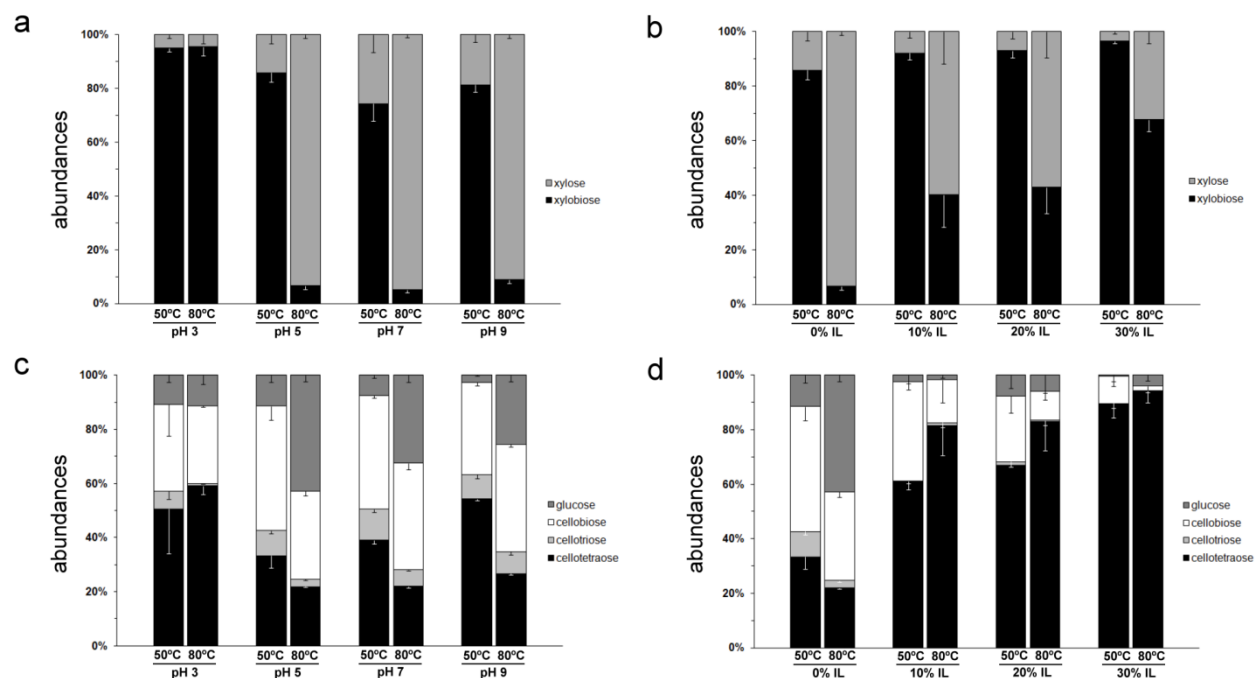 a
abundances
100%
80%
60%
40%
20%
0%
50ºC 80ºC 50ºC 80ºC 50ºC 80ºC 50ºC 80ºC
pH 3 pH 5 pH 7 pH 9
xylose
xylobiose
b
abundances
100%
80%
60%
40%
20%
0%
50ºC 80ºC 50ºC 80ºC 50ºC 80ºC 50ºC 80ºC
0% IL 10% IL 20% IL 30% IL
xylose
xylobiose
c
abundances
100%
80%
60%
40%
20%
0%
50ºC 80ºC 50ºC 80ºC 50ºC 80ºC 50ºC 80ºC
pH 3 pH 5 pH 7 pH 9
glucose
cellobiose
cellotriose
cellotetraose
d
abundances
100%
80%
60%
40%
20%
0%
50ºC 80ºC 50ºC 80ºC 50ºC 80ºC 50ºC 80ºC
0% IL 10% IL 20% IL 30% IL
glucose
cellobiose
cellotriose
cellotetraose